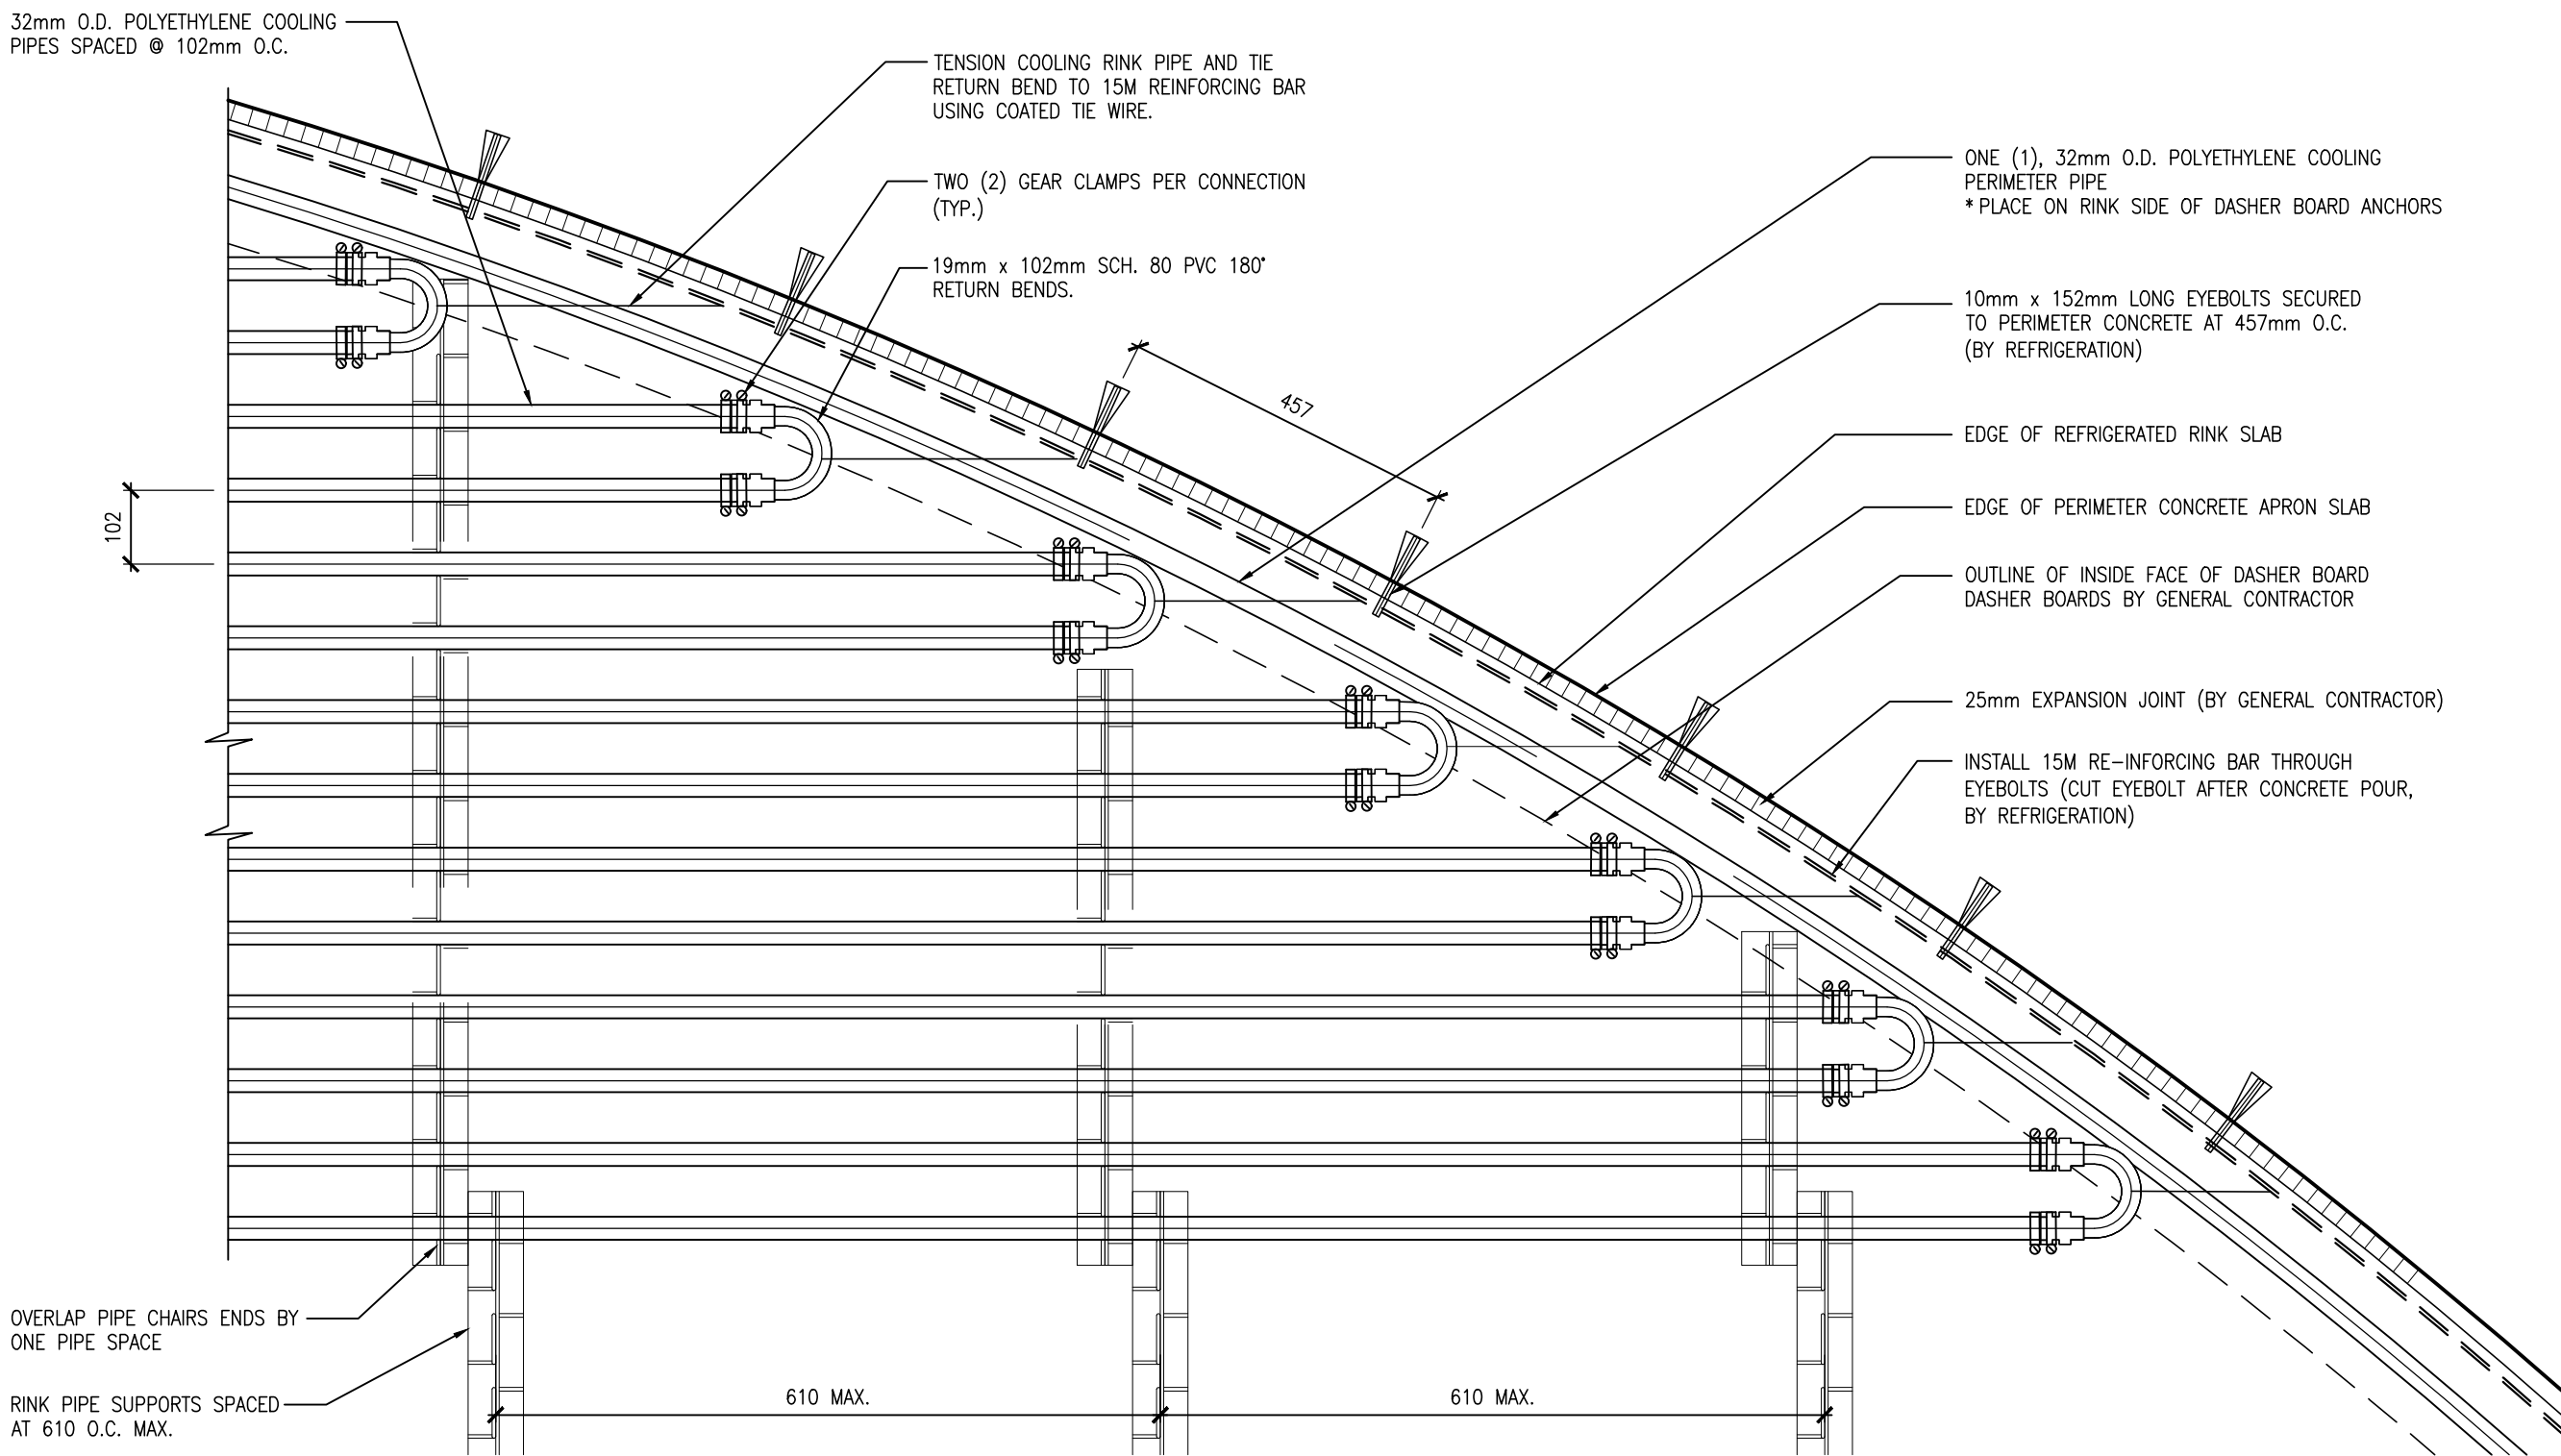 32mm O.D. POLYETHYLENE COOLING
PIPES SPACED @ 102mm O.C.
TENSION COOLING RINK PIPE AND TIE
RETURN BEND TO 15M REINFORCING BAR
USING COATED TIE WIRE.
TWO (2) GEAR CLAMPS PER CONNECTION
(TYP.)
19mm x 102mm SCH. 80 PVC 180°
RETURN BENDS.
ONE (1), 32mm O.D. POLYETHYLENE COOLING
PERIMETER PIPE
* PLACE ON RINK SIDE OF DASHER BOARD ANCHORS
10mm x 152mm LONG EYEBOLTS SECURED
TO PERIMETER CONCRETE AT 457mm O.C.
(BY REFRIGERATION)
457
EDGE OF REFRIGERATED RINK SLAB
EDGE OF PERIMETER CONCRETE APRON SLAB
102
OUTLINE OF INSIDE FACE OF DASHER BOARD
DASHER BOARDS BY GENERAL CONTRACTOR
25mm EXPANSION JOINT (BY GENERAL CONTRACTOR)
INSTALL 15M RE-INFORCING BAR THROUGH
EYEBOLTS (CUT EYEBOLT AFTER CONCRETE POUR,
BY REFRIGERATION)
OVERLAP PIPE CHAIRS ENDS BY
ONE PIPE SPACE
RINK PIPE SUPPORTS SPACED
AT 610 O.C. MAX.
610 MAX.
610 MAX.